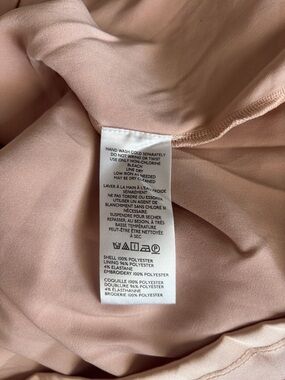 HAND WASH COLD SEPARATELY
DO NOT WRING OR TWIST
USE ONLY NON-CHLORINE
BLEACH
LINE DRY
LOW IRON AS NEEDED
MAY BE DRY CLEANED
LAVER À LA MAIN À L'EAU FROIDE
SÉPARÉMENT
NE PAS TORDRE OU
ESSORER
UTILISER UN AGENT DE
BLANCHIMENT SANS CHLORE SI
NÉCESSAIRE
SUSPENDRE POUR SÉCHER
REPASSER, AU BESOIN, À TRÈS
BASSE TEMPÉRATURE
PEUT-ÊTRE ÊTRE NETTOYÉE
À SEC
SHELL 100% POLYESTER
LINING 96% POLYESTER
4% ELASTANE
EMBROIDERY 100% POLYESTER
COQUILLE 100% POLYESTER
DOUBLURE 96% POLYESTER
4% ÉLASTHANNE
BRODERIE 100% POLYESTER